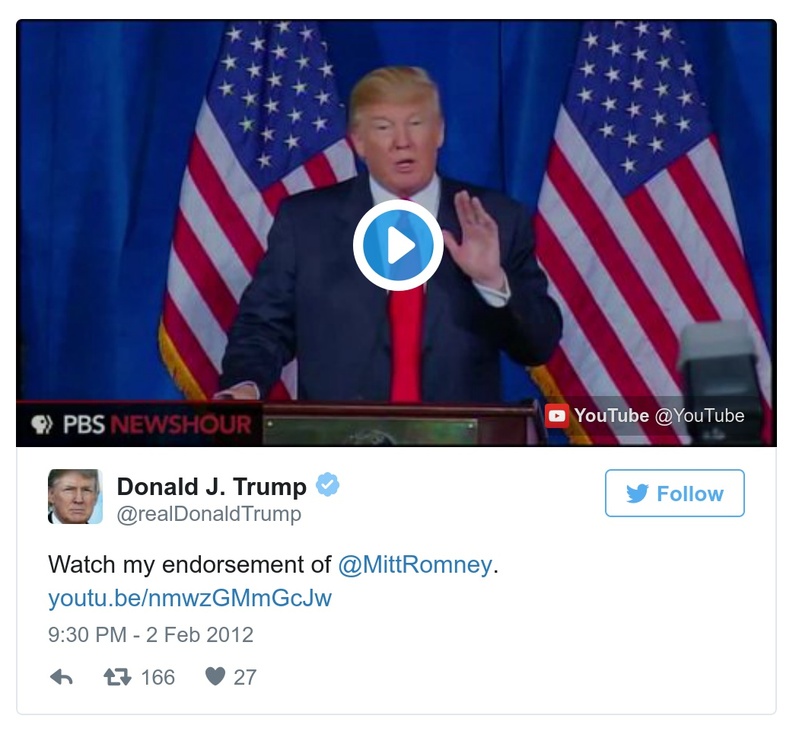 PBS NEWSHOUR
YouTube @YouTube
Donald J. Trump
@realDonaldTrump
Follow
Watch my endorsement of @MittRomney.
youtu.be/nmwzGMmGcJw
9:30 PM - 2 Feb 2012
166 27